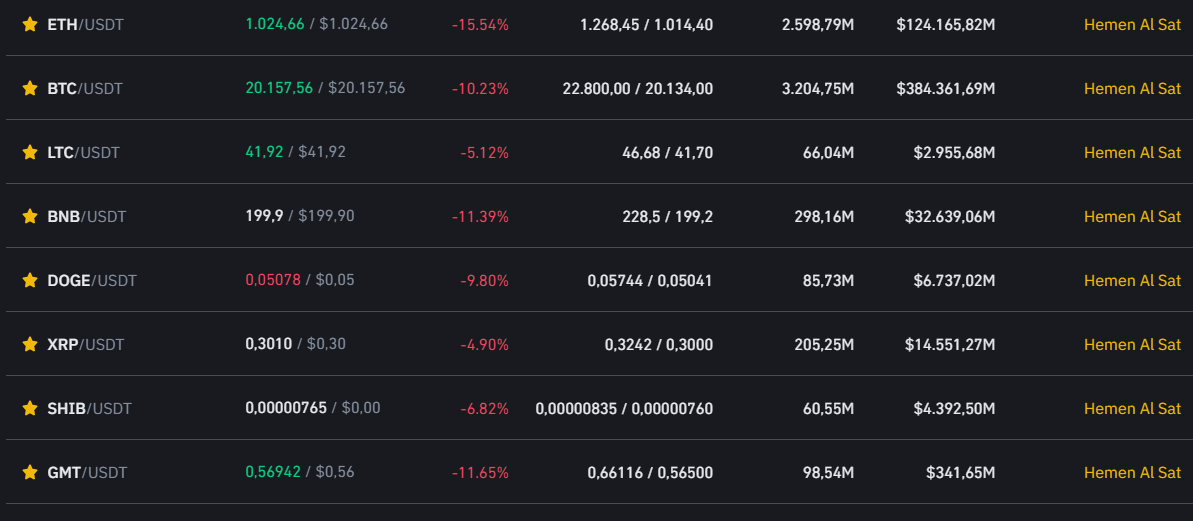 ETH/USDT 1.024,66 / $1.024,66 -15.54% 1.268,45 / 1.014,40 2.598,79M $124.165,82M Hemen Al Sat
BTC/USDT 20.157,56 / $20.157,56 -10.23% 22.800,00 / 20.134,00 3.204,75M $384.361,69M Hemen Al Sat
LTC/USDT 41,92 / $41,92 -5.12% 46,68 / 41,70 66,04M $2.955,68M Hemen Al Sat
BNB/USDT 199,9 / $199,90 -11.39% 228,5 / 199,2 298,16M $32.639,06M Hemen Al Sat
DOGE/USDT 0,05078 / $0,05 -9.80% 0,05744 / 0,05041 85,73M $6.737,02M Hemen Al Sat
XRP/USDT 0,3010 / $0,30 -4.90% 0,3242 / 0,3000 205,25M $14.551,27M Hemen Al Sat
SHIB/USDT 0,00000765 / $0,00 -6.82% 0,00000835 / 0,00000760 60,55M $4.392,50M Hemen Al Sat
GMT/USDT 0,56942 / $0,56 -11.65% 0,66116 / 0,56500 98,54M $341,65M Hemen Al Sat